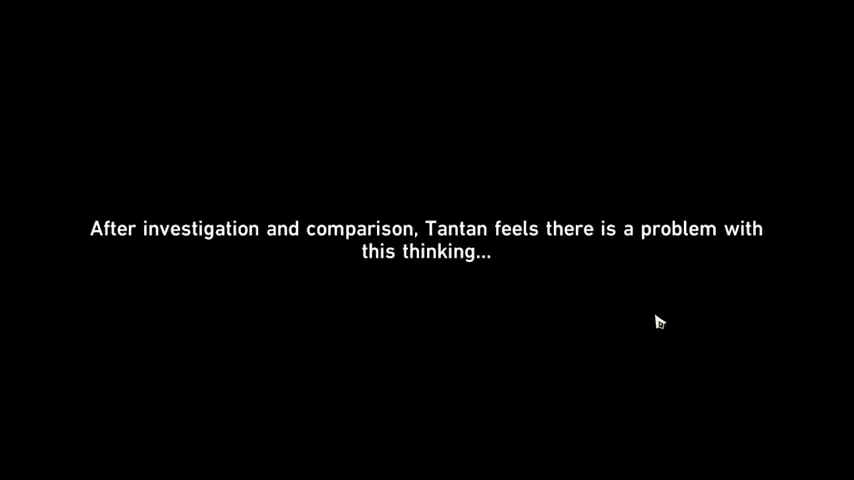 After investigation and comparison, Tantan feels there is a problem with
this thinking...